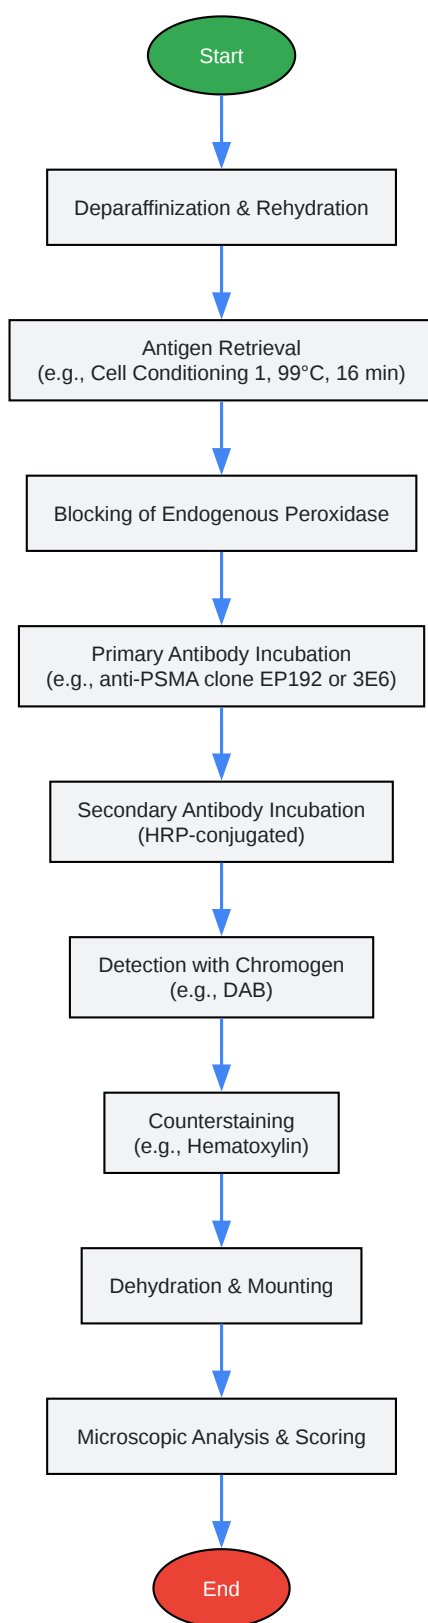 Start
Deparaffinization & Rehydration
Antigen Retrieval
(e.g., Cell Conditioning 1, 99°C, 16 min)
Blocking of Endogenous Peroxidase
Primary Antibody Incubation
(e.g., anti-PSMA clone EP192 or 3E6)
Secondary Antibody Incubation
(HRP-conjugated)
Detection with Chromogen
(e.g., DAB)
Counterstaining
(e.g., Hematoxylin)
Dehydration & Mounting
Microscopic Analysis & Scoring
End